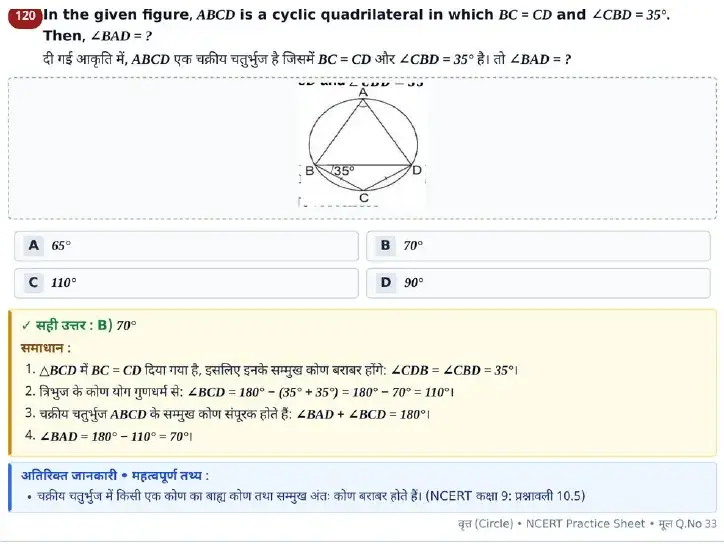 120 In the given figure, ABCD is a cyclic quadrilateral in which BC = CD and ∠CBD = 35°.
Then, ∠BAD = ?
दी गई आकृति में, ABCD एक चक्रीय चतुर्भुज है जिसमें BC = CD और ∠CBD = 35° है। तो ∠BAD = ?
A
B 35° D
C
A 65°
B 70°
C 110°
D 90°
✓ सही उत्तर : B) 70°
समाधान :
1. △BCD में BC = CD दिया गया है, इसलिए इनके सम्मुख कोण बराबर होंगे: ∠CDB = ∠CBD = 35°।
2. त्रिभुज के कोण योग गुणधर्म से: ∠BCD = 180° − (35° + 35°) = 180° − 70° = 110°।
3. चक्रीय चतुर्भुज ABCD के सम्मुख कोण संपूरक होते हैं: ∠BAD + ∠BCD = 180°।
4. ∠BAD = 180° − 110° = 70°।
अतिरिक्त जानकारी • महत्वपूर्ण तथ्य :
• चक्रीय चतुर्भुज में किसी एक कोण का बाह्य कोण तथा सम्मुख अंतः कोण बराबर होते हैं। (NCERT कक्षा 9: प्रश्नावली 10.5)
वृत्त (Circle) • NCERT Practice Sheet • मूल Q.No 33